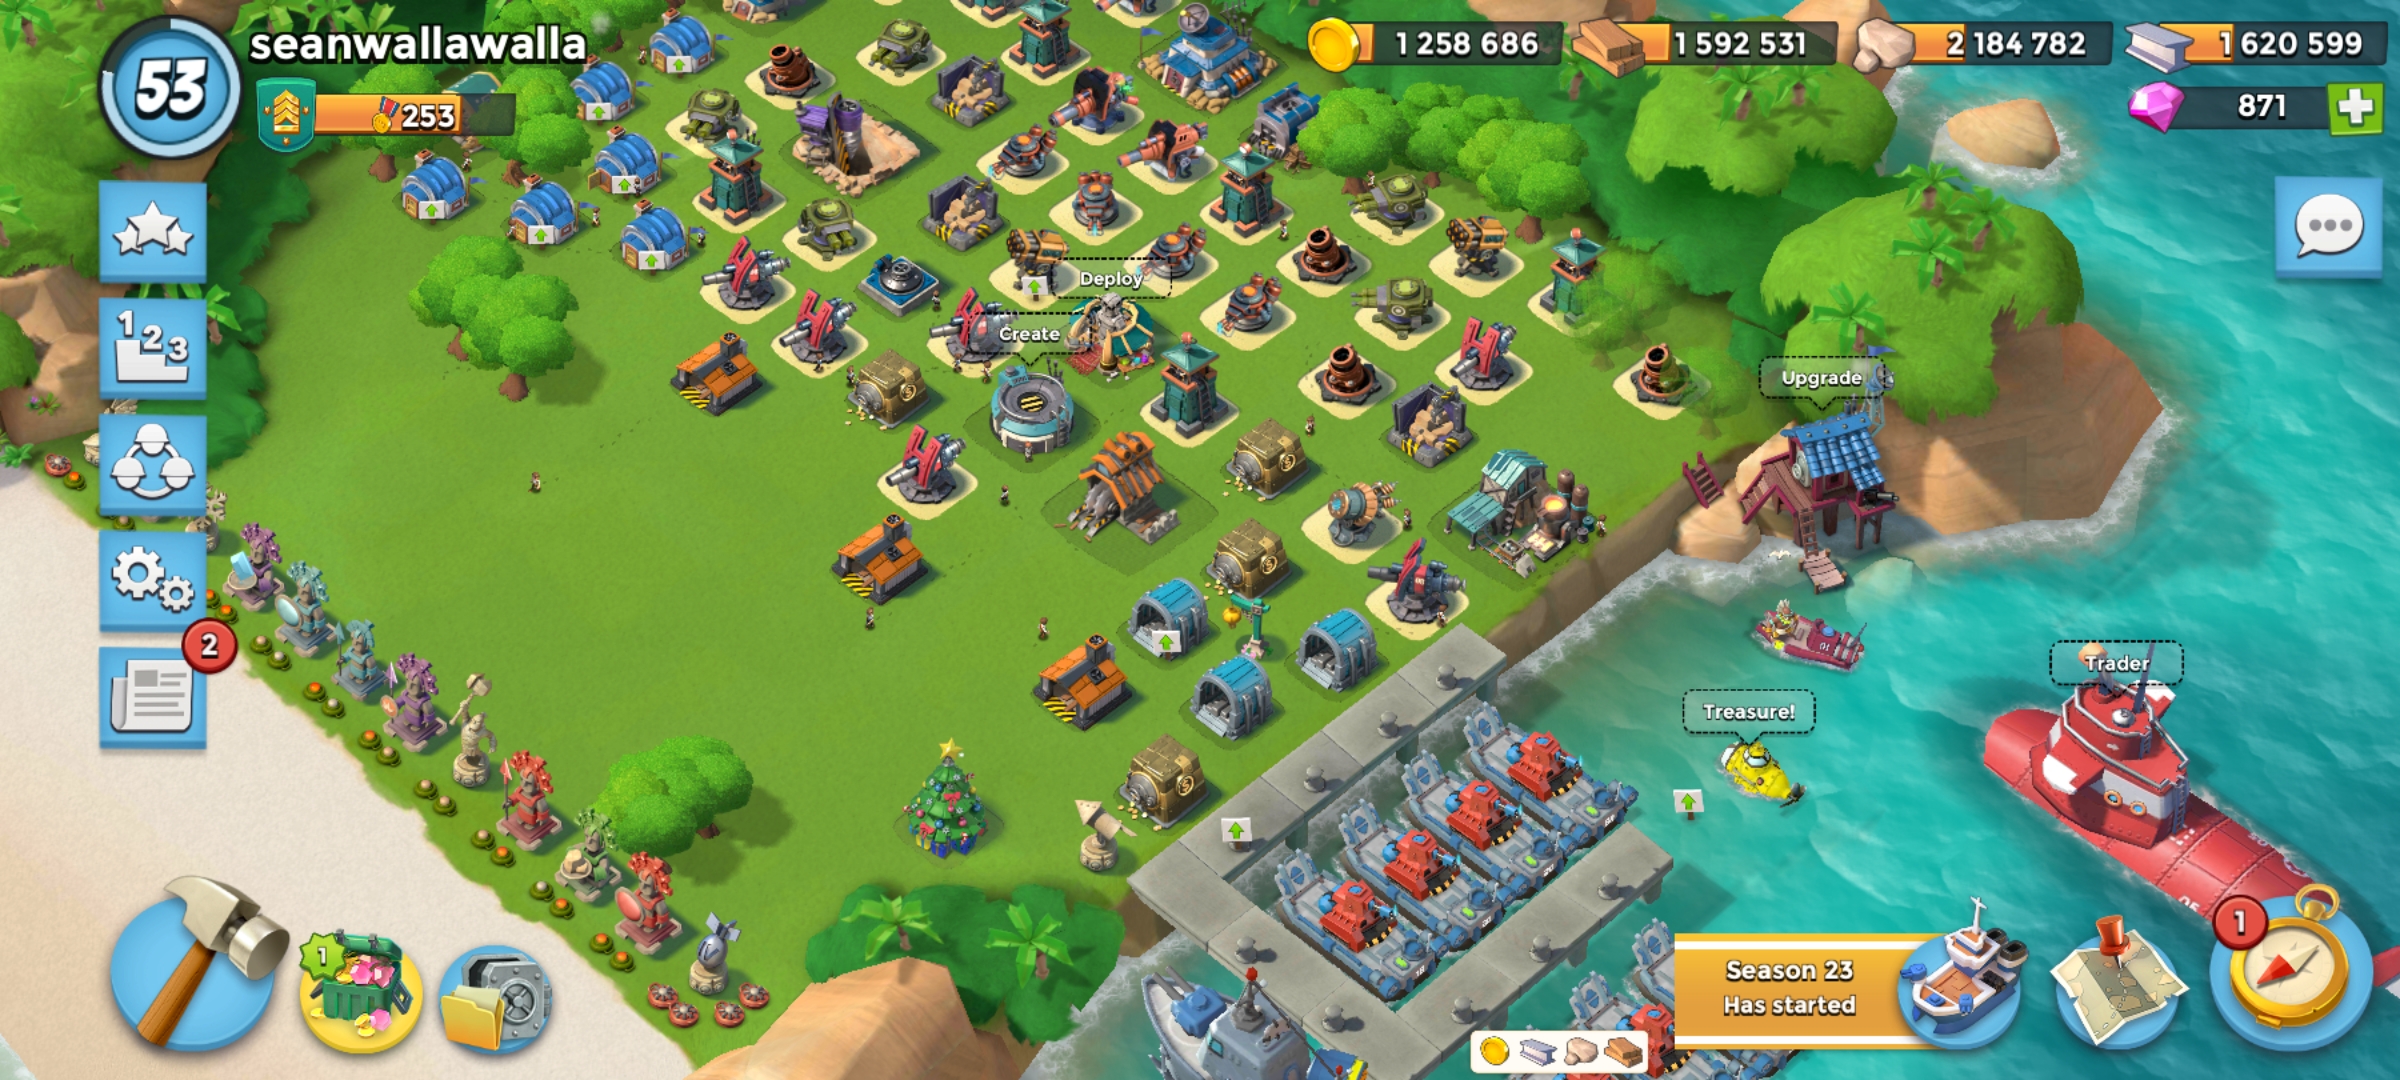 53
seanwallawalla
253
1 258 686
1 592 531
2 184 782
1 620 599
871
123
2
Deploy
Create
Upgrade
Trader
Treasure!
1
1
Season 23
Has started